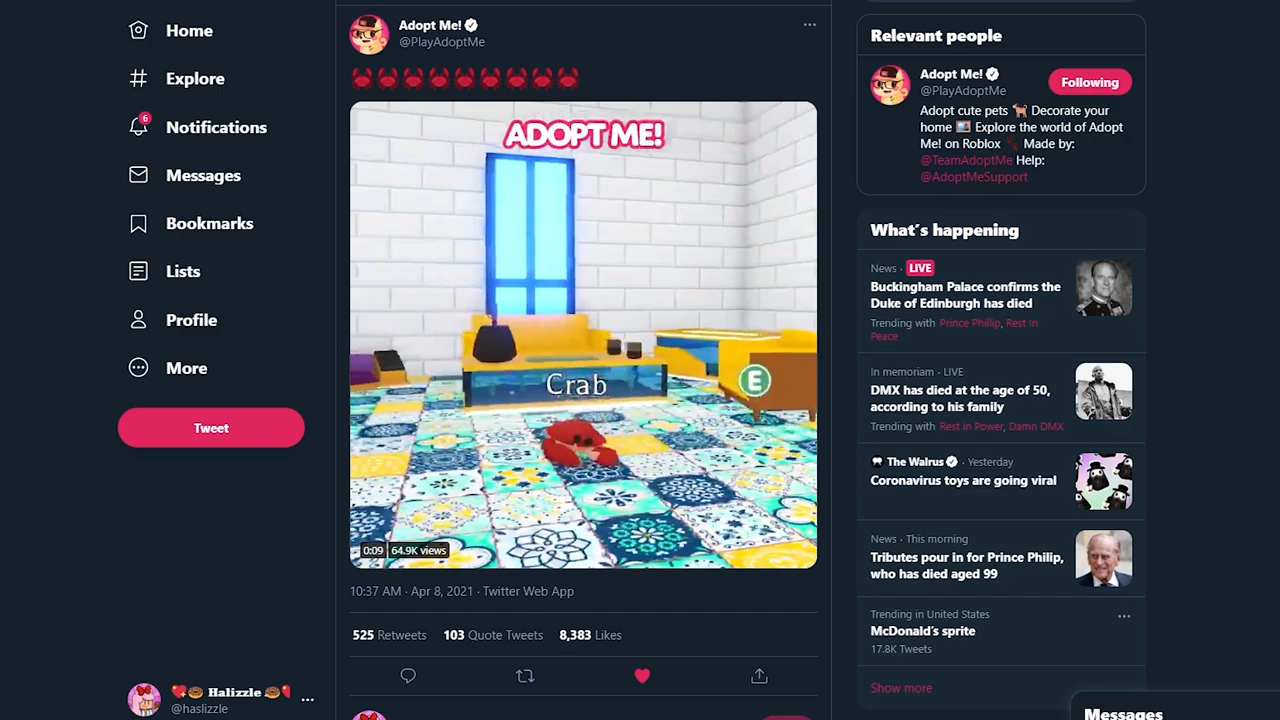 Home
Explore
6
Notifications
Messages
Bookmarks
Lists
Profile
More
Tweet
Halizzle
@haslizzle
Adopt Me!
@PlayAdoptMe
ADOPT ME!
Crab
E
0:09 64.9K views
10:37 AM · Apr 8, 2021 · Twitter Web App
525 Retweets 103 Quote Tweets 8,383 Likes
Relevant people
Adopt Me!
@PlayAdoptMe
Following
Adopt cute pets 🐕 Decorate your
home 🖼️ Explore the world of Adopt
Me! on Roblox 🐾 Made by:
@TeamAdoptMe Help:
@AdoptMeSupport
What's happening
News · LIVE
Buckingham Palace confirms the
Duke of Edinburgh has died
Trending with Prince Phillip, Rest in
Peace
In memoriam · LIVE
DMX has died at the age of 50,
according to his family
Trending with Rest in Power, Damn DMX
The Walrus · Yesterday
Coronavirus toys are going viral
News · This morning
Tributes pour in for Prince Philip,
who has died aged 99
Trending in United States
McDonald's sprite
17.8K Tweets
Show more
Messages